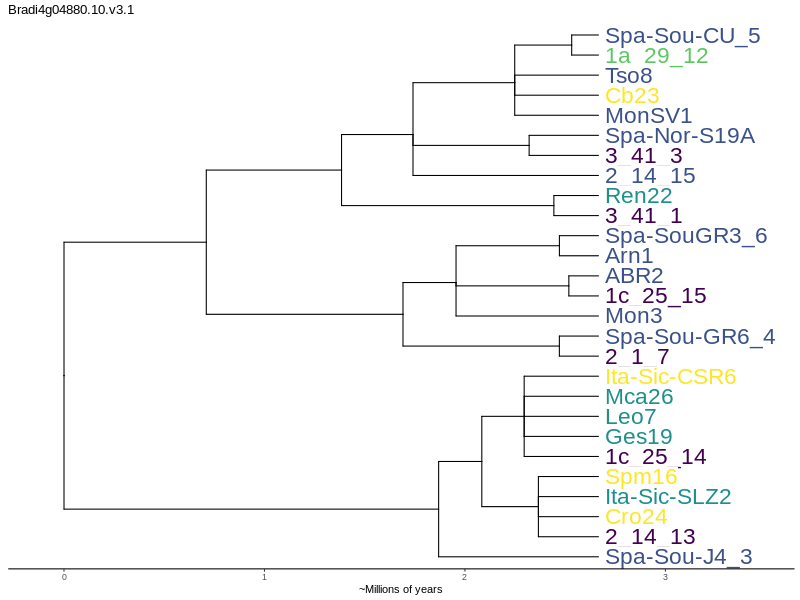 Bradi4g04880.10.v3.1
Spa-Sou-CU_5
1a_29_12
Tso8
Cb23
MonSV1
Spa-Nor-S19A
3_41_3
2_14_15
Ren22
3_41_1
Spa-SouGR3_6
Arn1
ABR2
1c_25_15
Mon3
Spa-Sou-GR6_4
2_1_7
Ita-Sic-CSR6
Mca26
Leo7
Ges19
1c_25_14
Spm16
Ita-Sic-SLZ2
Cro24
2_14_13
Spa-Sou-J4_3
0 1 2 3
~Millions of years